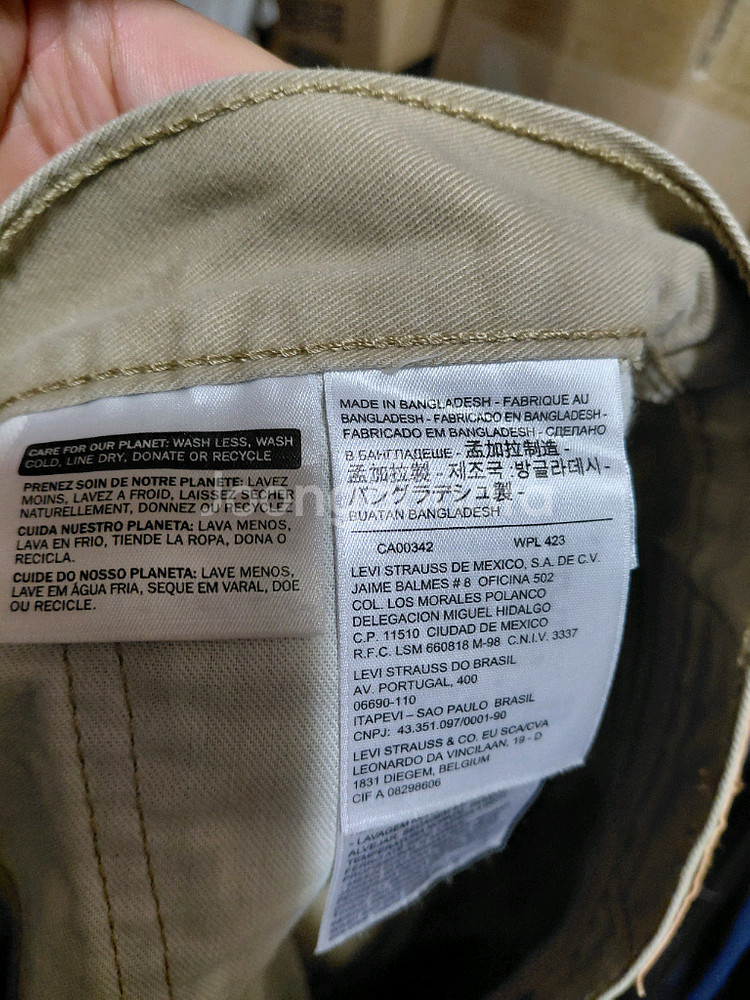 CARE FOR OUR PLANET: WASH LESS, WASH
COLD, LINE DRY, DONATE OR RECYCLE
PRENEZ SOIN DE NOTRE PLANÈTE: LAVEZ
MOINS, LAVEZ A FROID, LAISSEZ SÉCHER
NATURELLEMENT, DONNEZ OU RECYCLEZ
CUIDA NUESTRO PLANETA: LAVA MENOS,
LAVA EN FRIO, TIENDE LA ROPA, DONA O
RECICLA.
CUIDE DO NOSSO PLANETA: LAVE MENOS,
LAVE EM ÁGUA FRIA, SEQUE EM VARAL, DOE
OU RECICLE.
MADE IN BANGLADESH - FABRIQUE AU
BANGLADESH - FABRICADO EN BANGLADESH -
FABRICADO EM BANGLADESH - СДЕЛАНО
В БАНГЛАДЕШЕ - 孟加拉制造 -
孟加拉製 - 제조국 방글라데시 -
バングラデシュ製 -
BUATAN BANGLADESH
CA00342 WPL 423
LEVI STRAUSS DE MEXICO, S.A. DE C.V.
JAIME BALMES # 8 OFICINA 502
COL. LOS MORALES POLANCO
DELEGACION MIGUEL HIDALGO
C.P. 11510 CIUDAD DE MEXICO
R.F.C. LSM 660818 M-98 C.N.I.V. 3337
LEVI STRAUSS DO BRASIL
AV. PORTUGAL, 400
06690-110
ITAPEVI – SAO PAULO BRASIL
CNPJ: 43.351.097/0001-90
LEVI STRAUSS & CO. EU SCA/CVA
LEONARDO DA VINCILAAN, 19 - D
1831 DIEGEM, BELGIUM
CIF A 08298606
- LAVAGEM
ALVEJAR